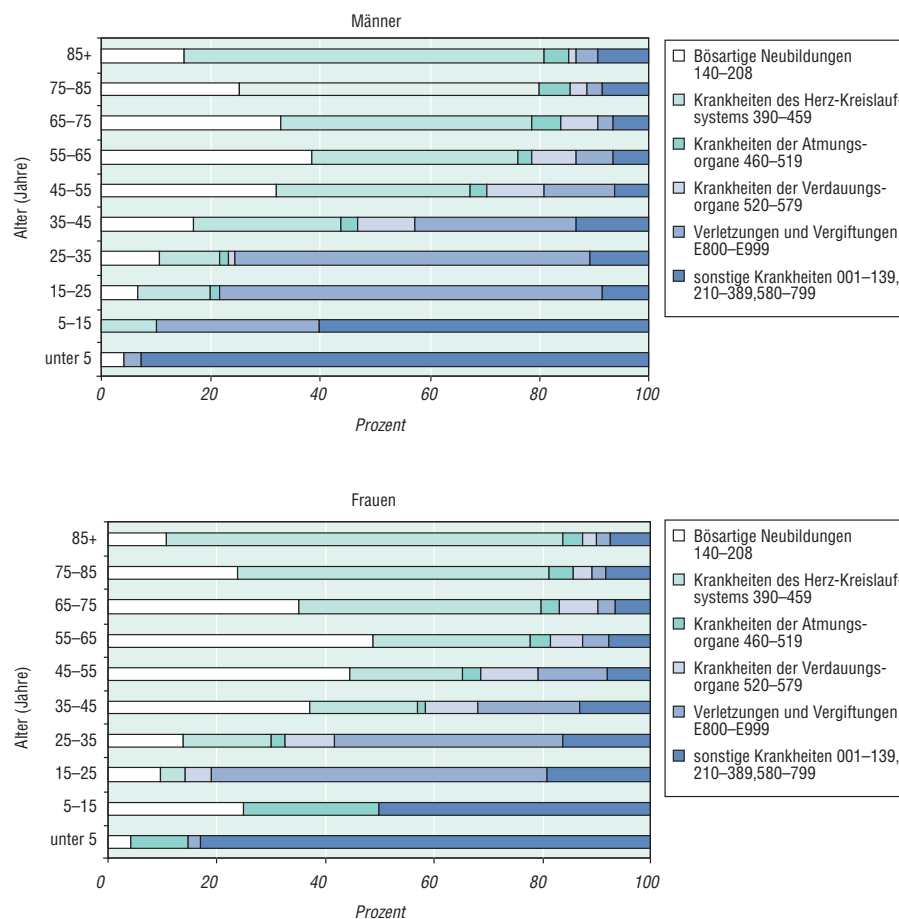 Männer
Alter (Jahre)
85+
75–85
65–75
55–65
45–55
35–45
25–35
15–25
5–15
unter 5
0 20 40 60 80 100
Prozent
Bösartige Neubildungen
140–208
Krankheiten des Herz-Kreislauf-
systems 390–459
Krankheiten der Atmungs-
organe 460–519
Krankheiten der Verdauungs-
organe 520–579
Verletzungen und Vergiftungen
E800–E999
sonstige Krankheiten 001–139,
210–389,580–799
Frauen
Alter (Jahre)
85+
75–85
65–75
55–65
45–55
35–45
25–35
15–25
5–15
unter 5
0 20 40 60 80 100
Prozent
Bösartige Neubildungen
140–208
Krankheiten des Herz-Kreislauf-
systems 390–459
Krankheiten der Atmungs-
organe 460–519
Krankheiten der Verdauungs-
organe 520–579
Verletzungen und Vergiftungen
E800–E999
sonstige Krankheiten 001–139,
210–389,580–799